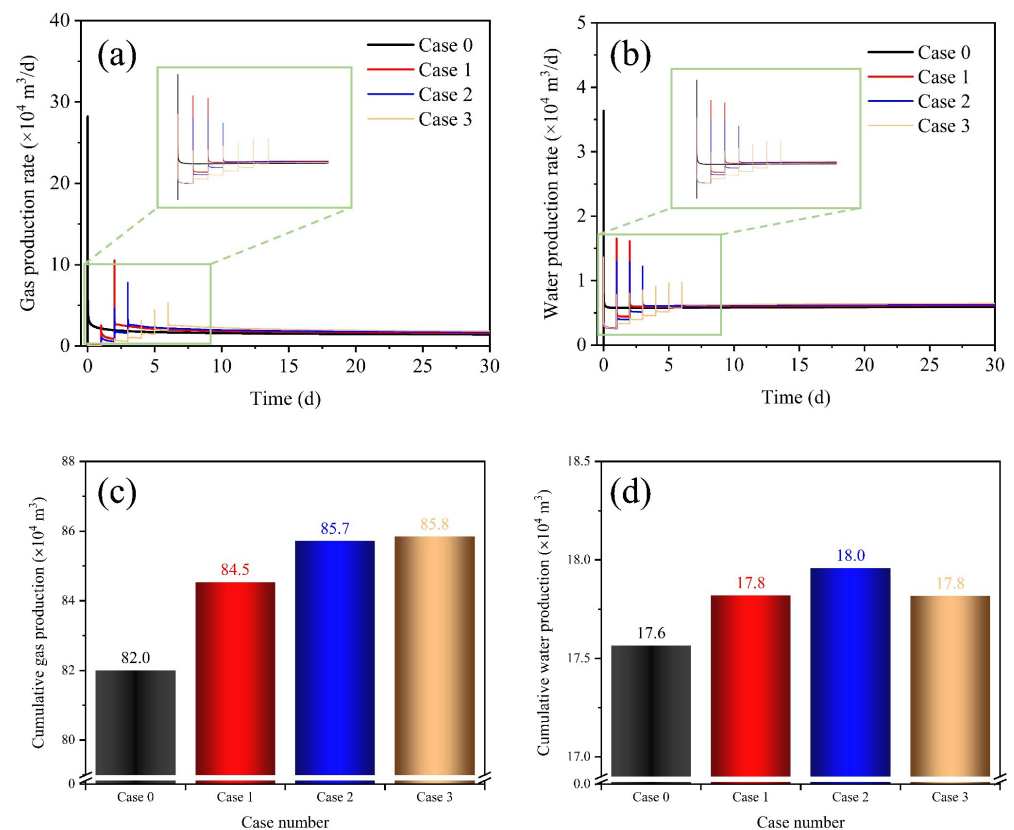 (a)
Case 0
Case 1
Case 2
Case 3
40
30
20
10
0
Gas production rate (×10⁴ m³/d)
0 5 10 15 20 25 30
Time (d)
(b)
Case 0
Case 1
Case 2
Case 3
5
4
3
2
1
0
Water production rate (×10⁴ m³/d)
0 5 10 15 20 25 30
Time (d)
(c)
88
86
84
82
80
0
Cumulative gas production (×10⁴ m³)
82.0
84.5
85.7
85.8
Case 0 Case 1 Case 2 Case 3
Case number
(d)
18.5
18.0
17.5
17.0
0.0
Cumulative water production (×10⁴ m³)
17.6
17.8
18.0
17.8
Case 0 Case 1 Case 2 Case 3
Case number